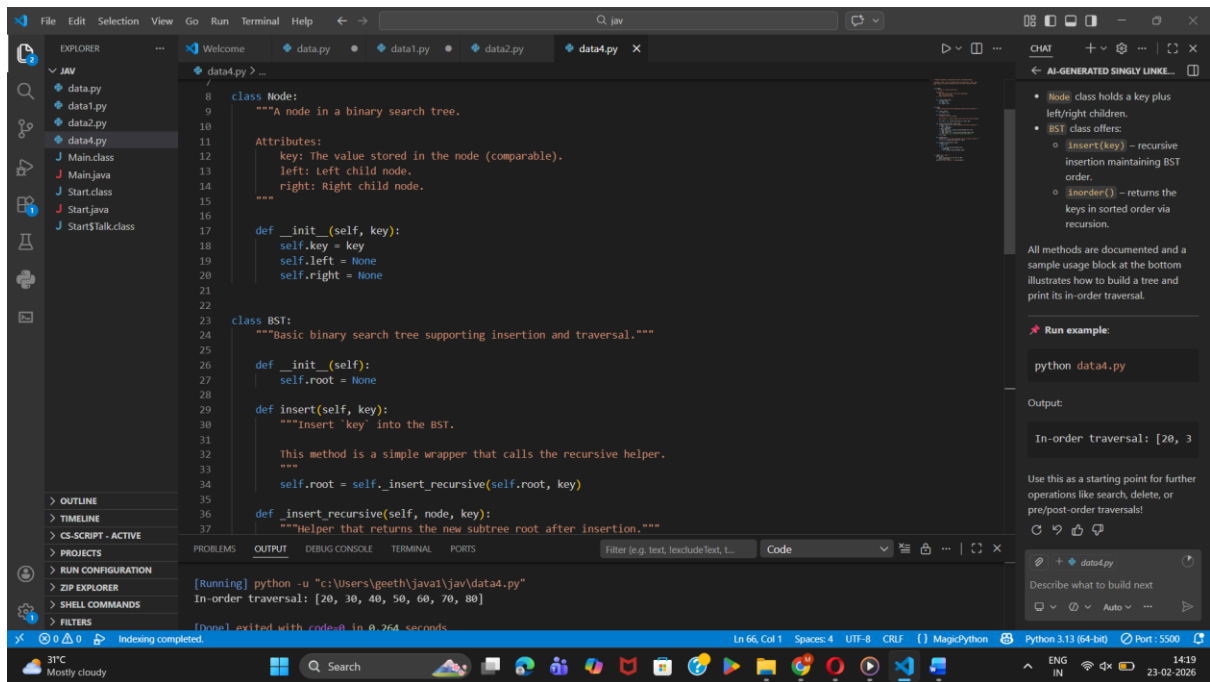 File Edit Selection View Go Run Terminal Help
jav
EXPLORER
JAV
data.py
data1.py
data2.py
data4.py
Main.class
Main.java
Start.class
Start.java
Start$Talk.class
OUTLINE
TIMELINE
CS-SCRIPT - ACTIVE
PROJECTS
RUN CONFIGURATION
ZIP EXPLORER
SHELL COMMANDS
FILTERS
Welcome data.py data1.py data2.py data4.py
data4.py > ...
7
8 class Node:
9 """A node in a binary search tree.
10
11 Attributes:
12 key: The value stored in the node (comparable).
13 left: Left child node.
14 right: Right child node.
15 """
16
17 def __init__(self, key):
18 self.key = key
19 self.left = None
20 self.right = None
21
22
23 class BST:
24 """Basic binary search tree supporting insertion and traversal."""
25
26 def __init__(self):
27 self.root = None
28
29 def insert(self, key):
30 """Insert `key` into the BST.
31
32 This method is a simple wrapper that calls the recursive helper.
33 """
34 self.root = self._insert_recursive(self.root, key)
35
36 def _insert_recursive(self, node, key):
37 """Helper that returns the new subtree root after insertion."""
PROBLEMS OUTPUT DEBUG CONSOLE TERMINAL PORTS
Filter (e.g. text, !excludeText, t... Code
[Running] python -u "c:\Users\geeth\java1\jav\data4.py"
In-order traversal: [20, 30, 40, 50, 60, 70, 80]
[Done] exited with code=0 in 0.264 seconds
CHAT
AI-GENERATED SINGLY LINKE...
• Node class holds a key plus
left/right children.
• BST class offers:
insert(key) – recursive
insertion maintaining BST
order.
inorder() – returns the
keys in sorted order via
recursion.
All methods are documented and a
sample usage block at the bottom
illustrates how to build a tree and
print its in-order traversal.
Run example:
python data4.py
Output:
In-order traversal: [20, 3
Use this as a starting point for further
operations like search, delete, or
pre/post-order traversals!
data4.py
Describe what to build next
Auto
0 0 0 Indexing completed.
Ln 66, Col 1 Spaces: 4 UTF-8 CRLF {} MagicPython Python 3.13 (64-bit) Port : 5500
31°C
Mostly cloudy
Search
ENG
IN
14:19
23-02-2026